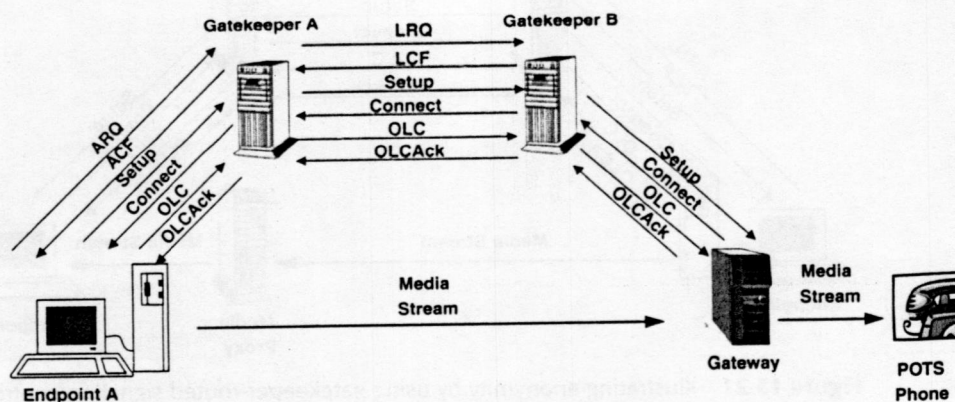 Gatekeeper A
Gatekeeper B
LRQ
LCF
Setup
Connect
OLC
OLCAck
ARQ
ACF
Setup
Connect
OLC
OLCAck
Setup
Connect
OLC
OLCAck
Media
Stream
Media
Stream
Endpoint A
Gateway
POTS
Phone